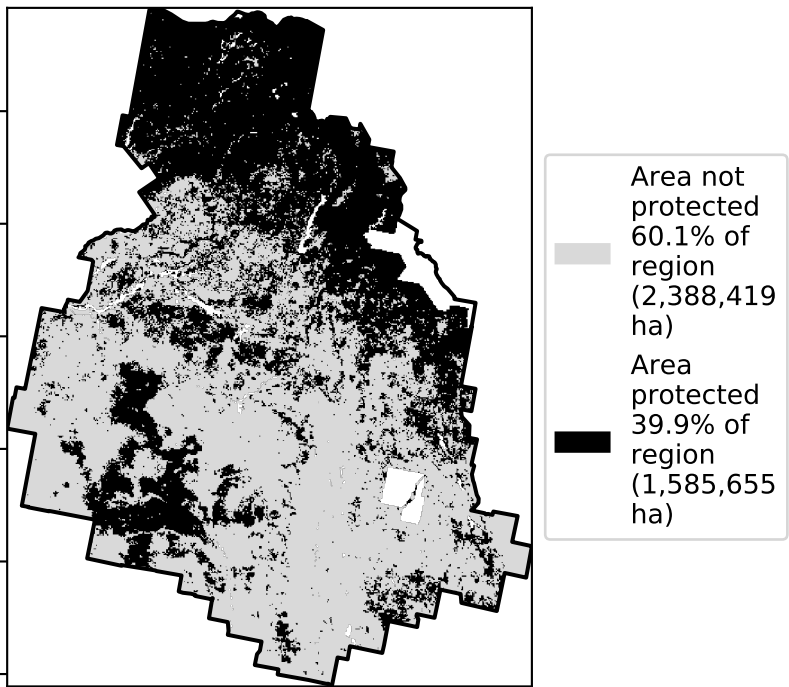 Area not
protected
60.1% of
region
(2,388,419
ha)
Area
protected
39.9% of
region
(1,585,655
ha)